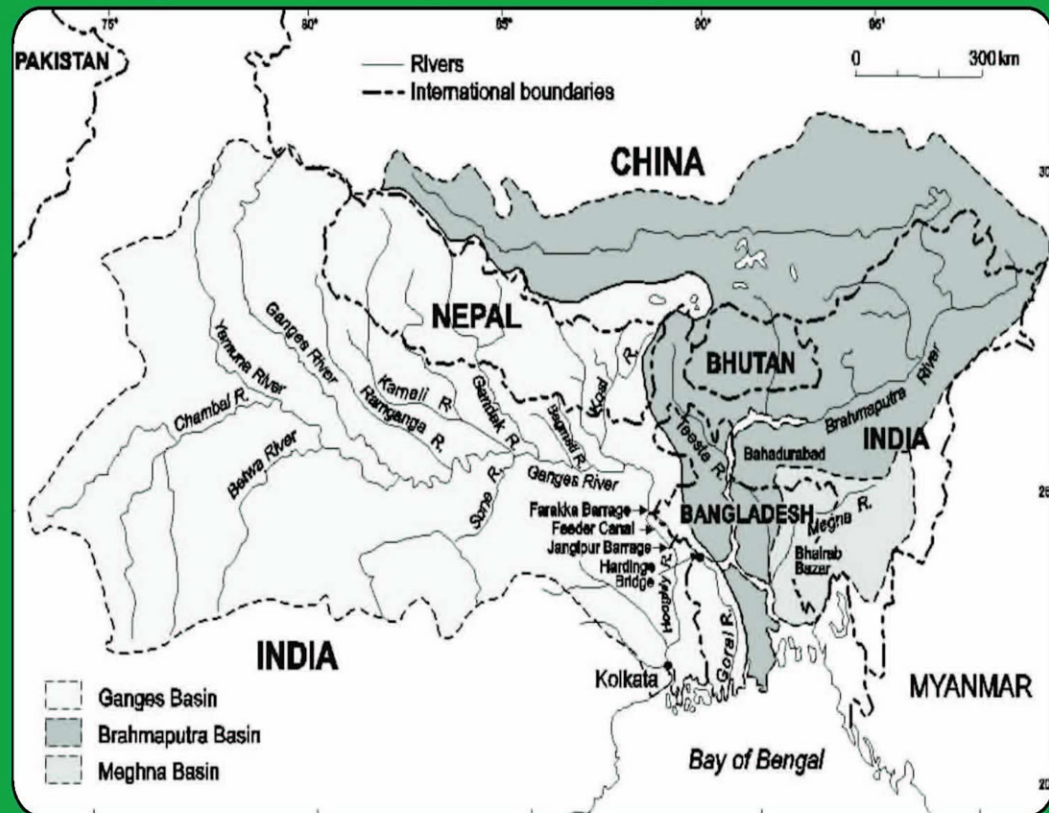 75°
80°
85°
90°
95°
PAKISTAN
Rivers
International boundaries
0 300 km
CHINA
30
NEPAL
BHUTAN
Ganges River
Yamuna River
Chambal R.
Betwa River
Karnali R.
Ramganga R.
Gandak R.
Bagmati R.
Kosi R.
Sone R.
Ganges River
Teesta R.
Brahmaputra River
INDIA
Bahadurabad
25
BANGLADESH
Megna R.
Bhairab
Bazar
Farakka Barrage
Feeder Canal
Jangipur Barrage
Hardinge
Bridge
Hooghly R.
Gorai R.
INDIA
Kolkata
MYANMAR
Ganges Basin
Brahmaputra Basin
Meghna Basin
Bay of Bengal
20